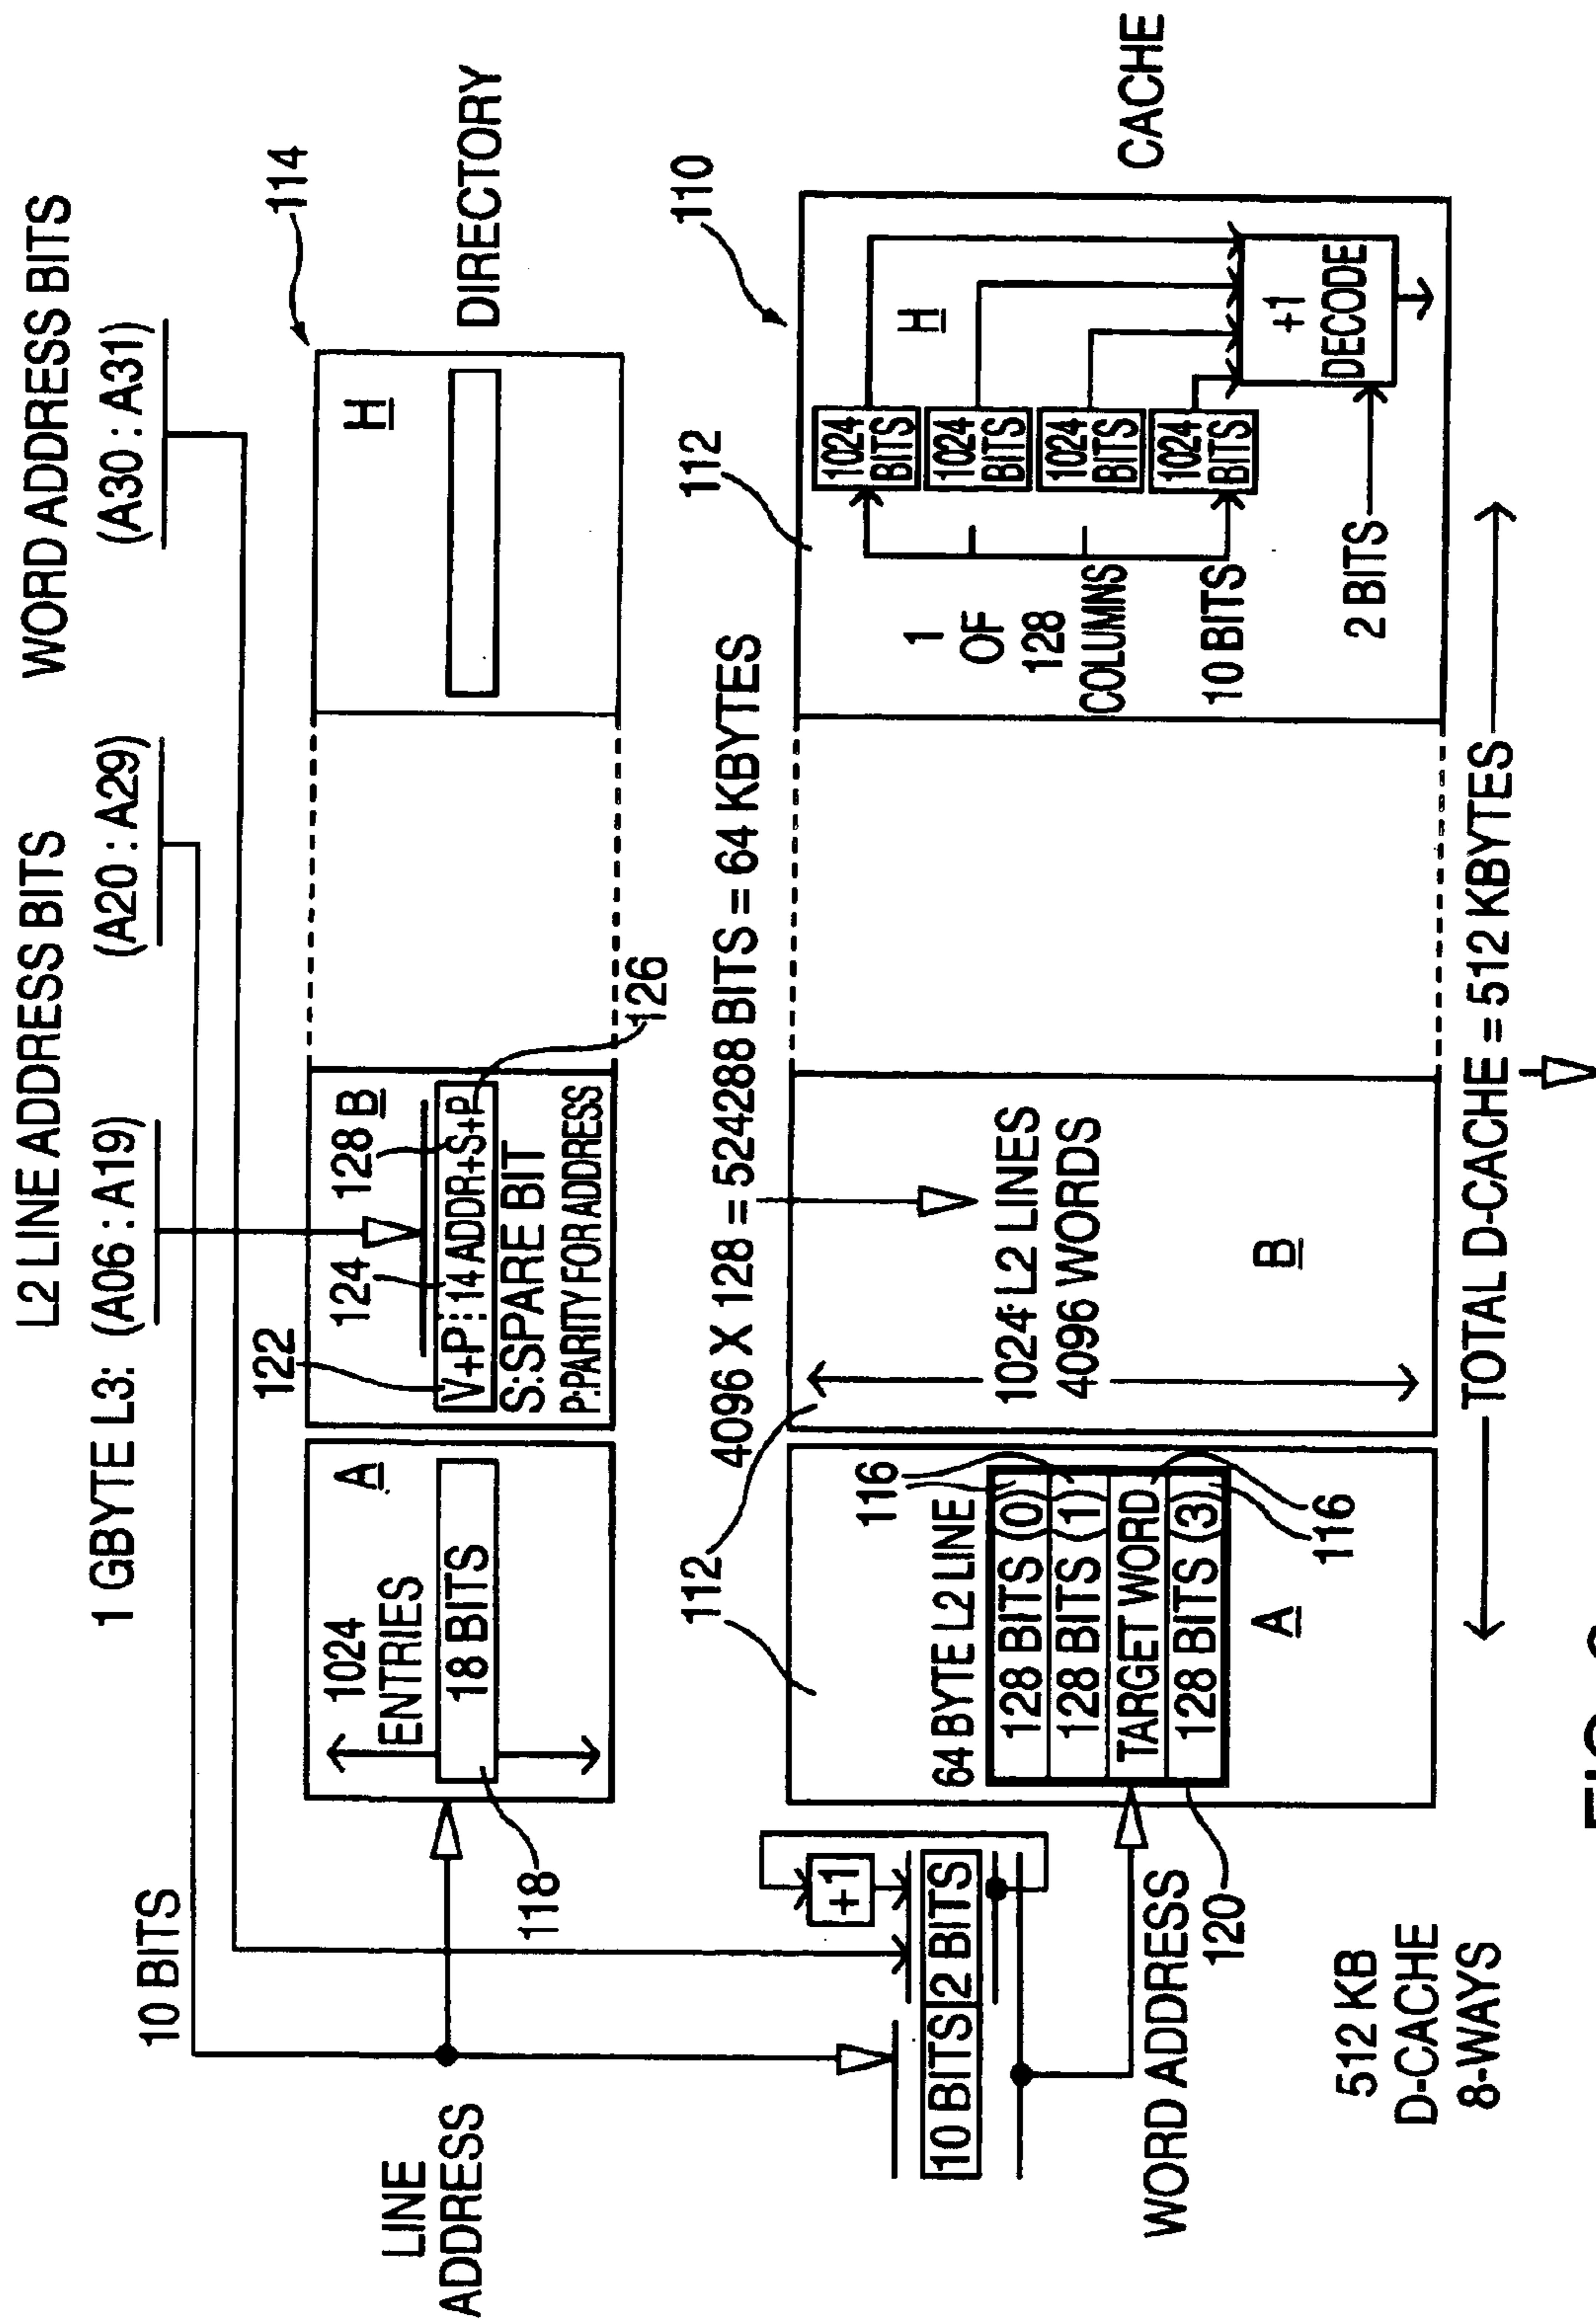 L2 LINE ADDRESS BITS
WORD ADDRESS BITS
1 GBYTE L3: (A06 : A19)
(A20 : A29)
(A30 : A31)
10 BITS
LINE
ADDRESS
114
DIRECTORY
1024
ENTRIES
A
18 BITS
118
122
124
128
B
V+P
14 ADDR+S+P
S:SPARE BIT
P:PARITY FOR ADDRESS
126
H
4096 X 128 = 524288 BITS = 64 KBYTES
+1
10 BITS
2 BITS
WORD ADDRESS
112
64 BYTE L2 LINE
116
128 BITS (0)
128 BITS (1)
TARGET WORD
128 BITS (3)
116
A
120
1024 L2 LINES
4096 WORDS
B
112
110
CACHE
1024
BITS
1024
BITS
1024
BITS
1024
BITS
H
1
OF
128
COLUMNS
10 BITS
2 BITS
+1
DECODE
TOTAL D-CACHE = 512 KBYTES
512 KB
D-CACHE
8-WAYS